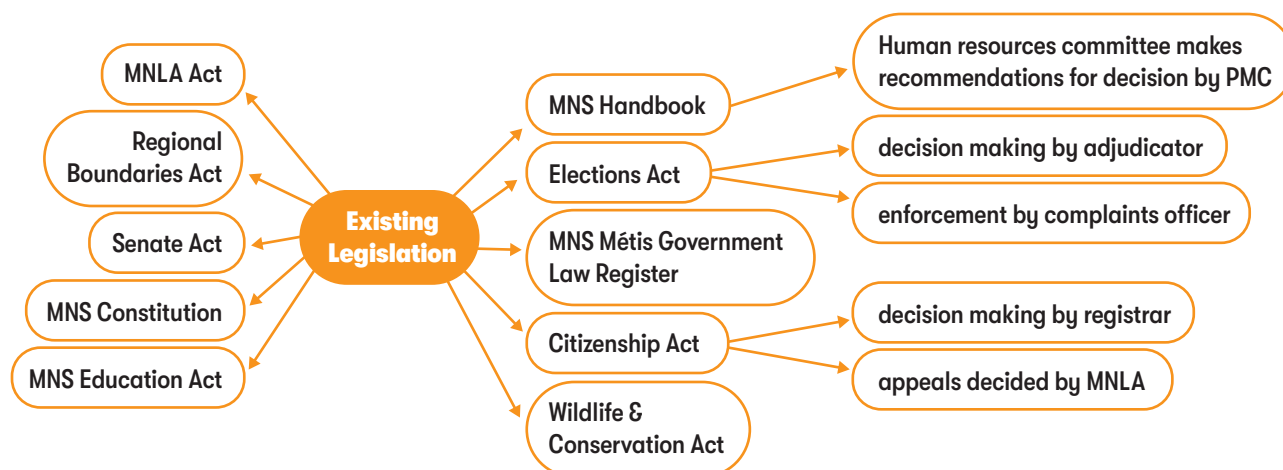 MNLA Act
Regional
Boundaries Act
Senate Act
MNS Constitution
MNS Education Act
Existing
Legislation
MNS Handbook
Elections Act
MNS Métis Government
Law Register
Citizenship Act
Wildlife &
Conservation Act
Human resources committee makes
recommendations for decision by PMC
decision making by adjudicator
enforcement by complaints officer
decision making by registrar
appeals decided by MNLA